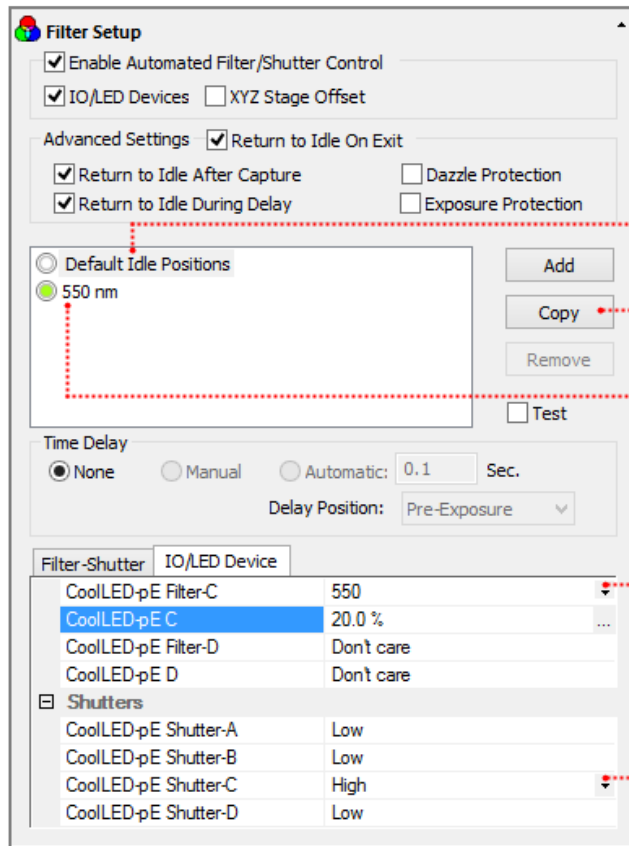 Filter Setup
Enable Automated Filter/Shutter Control
IO/LED Devices XYZ Stage Offset
Advanced Settings Return to Idle On Exit
Return to Idle After Capture Dazzle Protection
Return to Idle During Delay Exposure Protection
Default Idle Positions Add
550 nm
Copy
Remove
Test
Time Delay
None Manual Automatic: 0.1 Sec.
Delay Position: Pre-Exposure
Filter-Shutter IO/LED Device
CoolLED-pE Filter-C 550
CoolLED-pE C 20.0 % ...
CoolLED-pE Filter-D Don't care
CoolLED-pE D Don't care
Shutters
CoolLED-pE Shutter-A Low
CoolLED-pE Shutter-B Low
CoolLED-pE Shutter-C High
CoolLED-pE Shutter-D Low